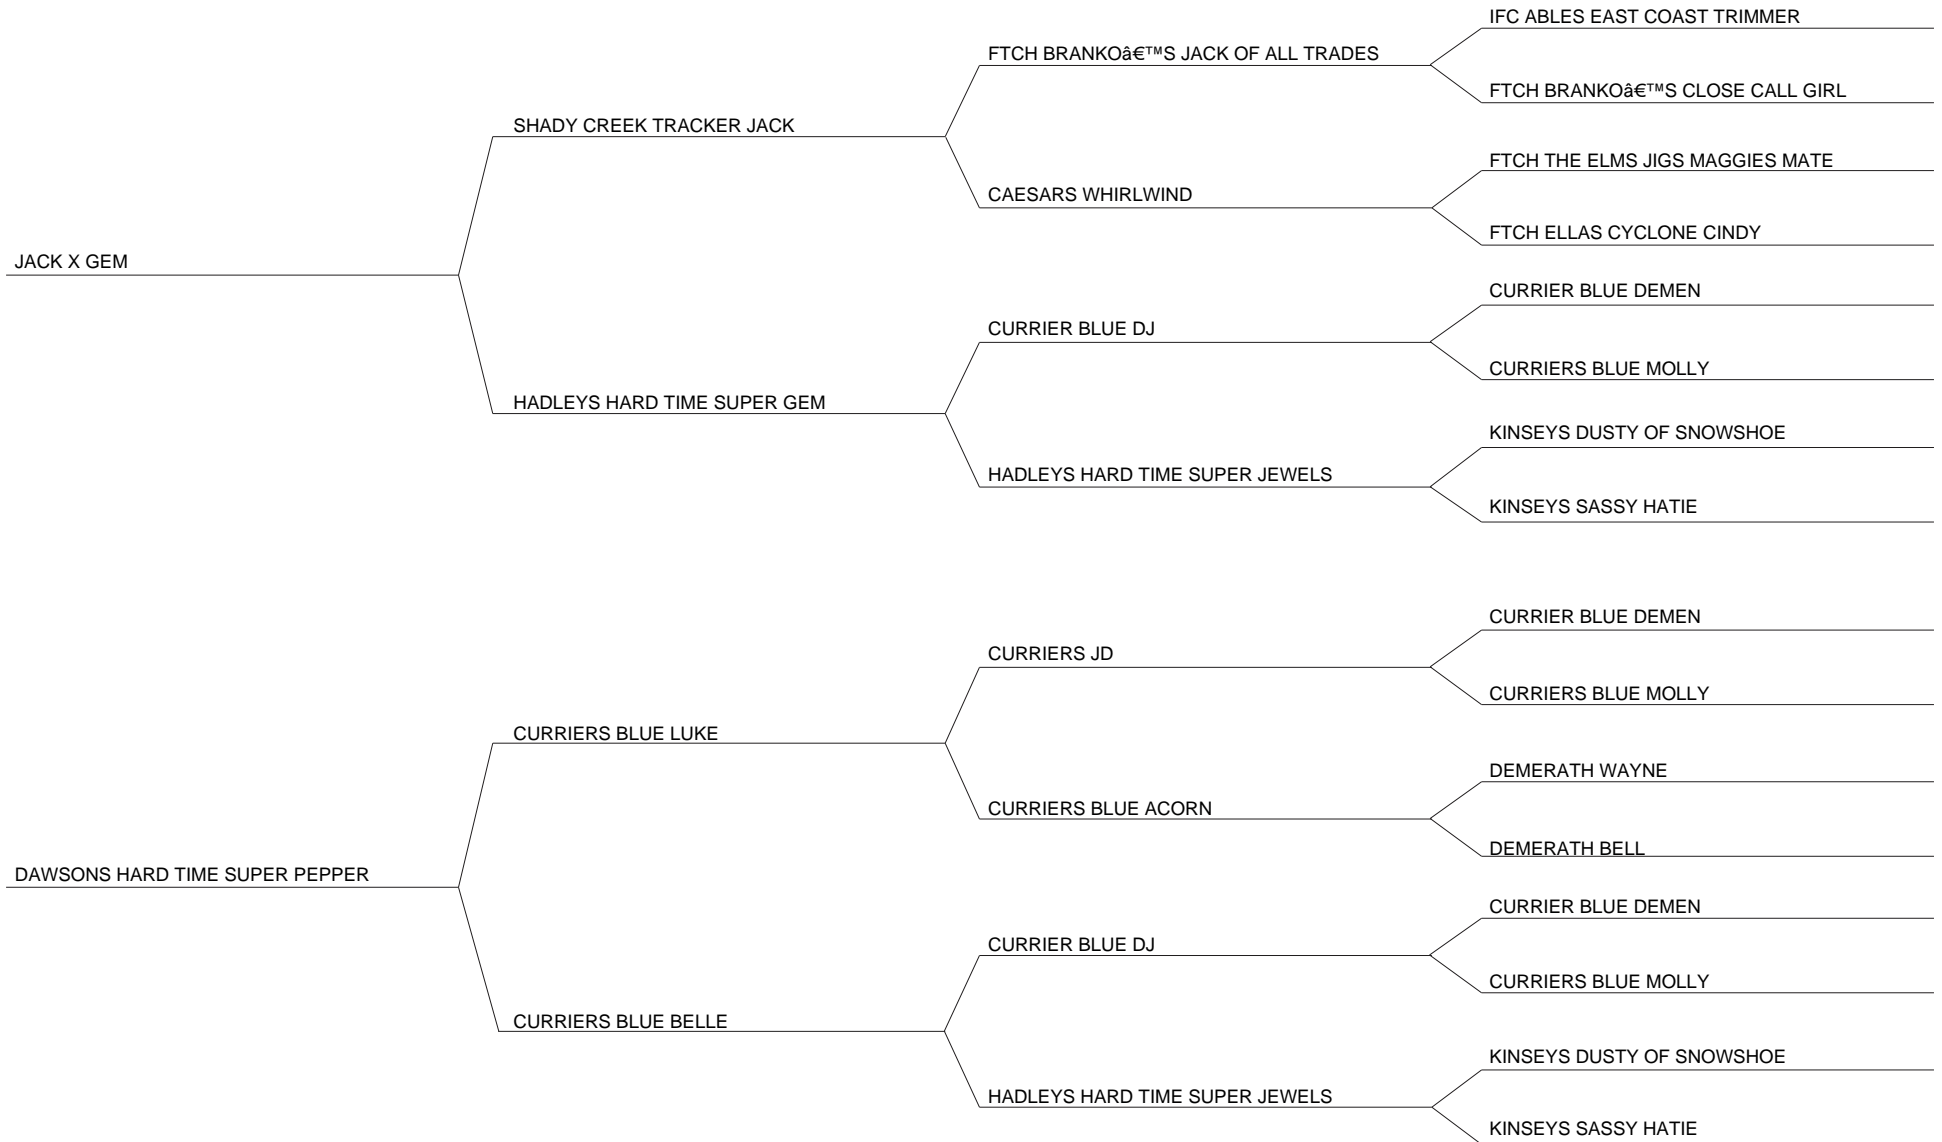 IFC ABLES EAST COAST TRIMMER
FTCH BRANKOâ€™S JACK OF ALL TRADES
FTCH BRANKOâ€™S CLOSE CALL GIRL
SHADY CREEK TRACKER JACK
FTCH THE ELMS JIGS MAGGIES MATE
CAESARS WHIRLWIND
FTCH ELLAS CYCLONE CINDY
JACK X GEM
CURRIER BLUE DEMEN
CURRIER BLUE DJ
CURRIERS BLUE MOLLY
HADLEYS HARD TIME SUPER GEM
KINSEYS DUSTY OF SNOWSHOE
HADLEYS HARD TIME SUPER JEWELS
KINSEYS SASSY HATIE
CURRIER BLUE DEMEN
CURRIERS JD
CURRIERS BLUE MOLLY
CURRIERS BLUE LUKE
DEMERATH WAYNE
CURRIERS BLUE ACORN
DEMERATH BELL
DAWSONS HARD TIME SUPER PEPPER
CURRIER BLUE DEMEN
CURRIER BLUE DJ
CURRIERS BLUE MOLLY
CURRIERS BLUE BELLE
KINSEYS DUSTY OF SNOWSHOE
HADLEYS HARD TIME SUPER JEWELS
KINSEYS SASSY HATIE